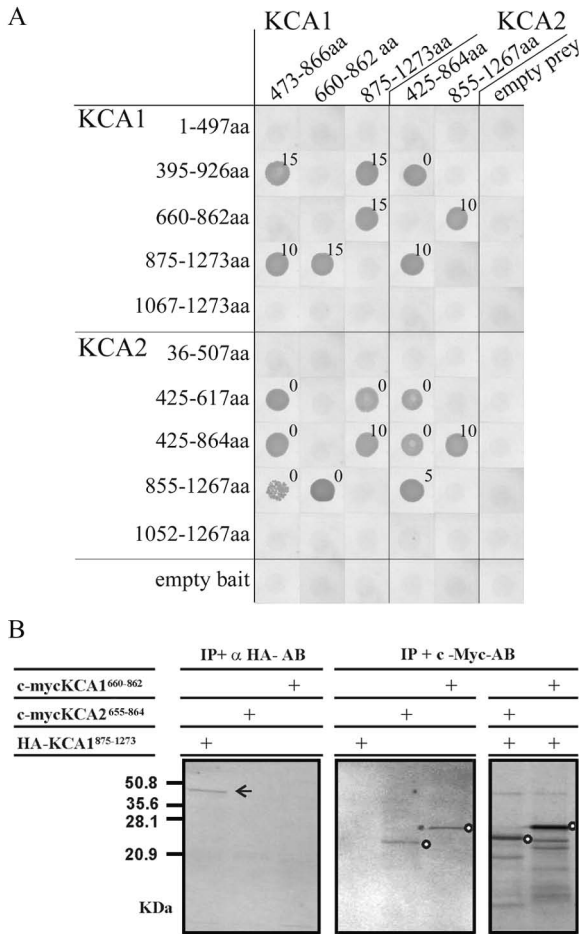 A
KCA1
KCA2
473-866aa
660-862 aa
875-1273aa
425-864aa
855-1267aa
empty prey
KCA1
1-497aa
395-926aa
15
15
0
660-862aa
15
10
875-1273aa
10
15
10
1067-1273aa
KCA2
36-507aa
425-617aa
0
0
0
425-864aa
0
10
0
10
855-1267aa
0
0
5
1052-1267aa
empty bait
B
IP+ α HA- AB
IP + c -Myc-AB
c-mycKCA1660-862
+
+
+
c-mycKCA2655-864
+
+
+
HA-KCA1875-1273
+
+
+
+
50.8
35.6
28.1
20.9
KDa